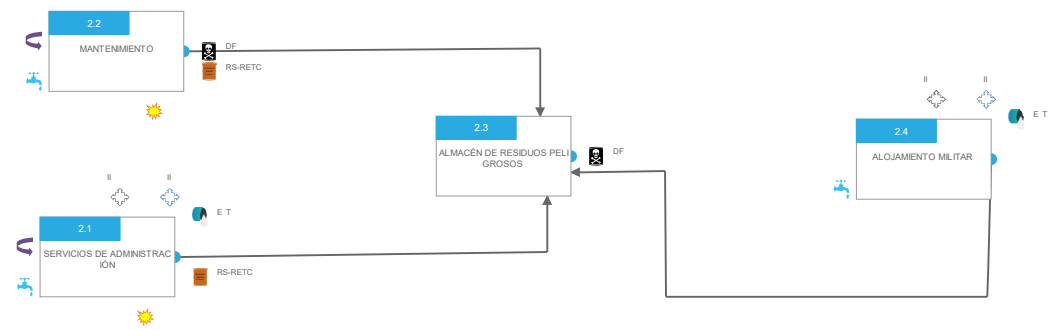 2.2
MANTENIMIENTO
DF
RS-RETC
2.3
ALMACÉN DE RESIDUOS PELI
GROSOS
DF
II
II
E T
2.4
ALOJAMIENTO MILITAR
II
II
E T
2.1
SERVICIOS DE ADMINISTRAC
IÓN
RS-RETC